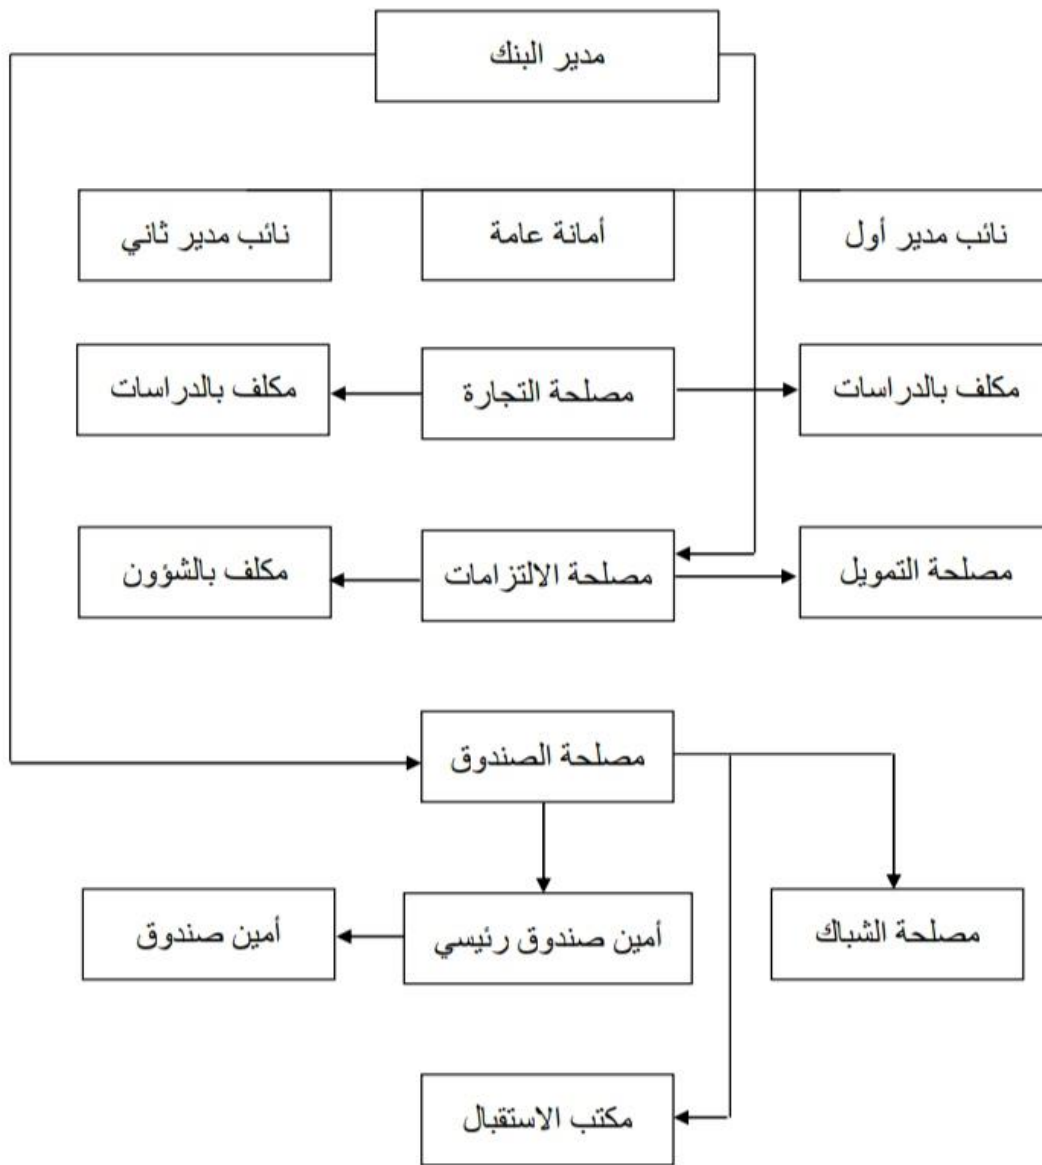 مدير البنك
نائب مدير أول
أمانة عامة
نائب مدير ثاني
مكلف بالدراسات
مصلحة التجارة
مكلف بالدراسات
مصلحة التمويل
مصلحة الالتزامات
مكلف بالشؤون
مصلحة الصندوق
مصلحة الشباك
أمين صندوق رئيسي
أمين صندوق
مكتب الاستقبال